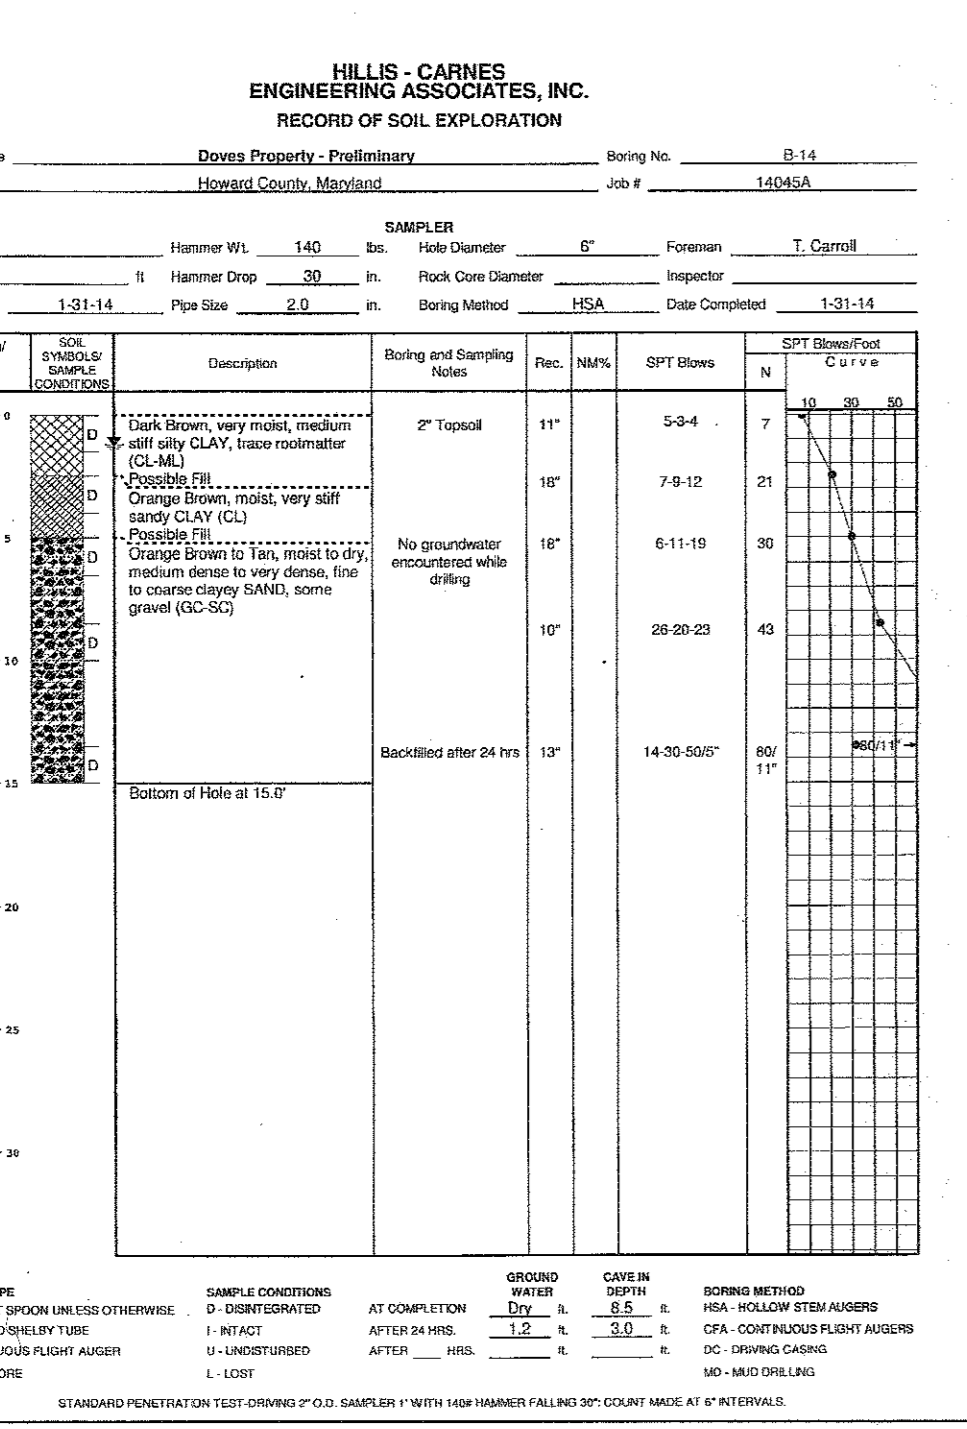 HILLIS - CARNES
ENGINEERING ASSOCIATES, INC.
RECORD OF SOIL EXPLORATION
Doves Property - Preliminary Boring No. B-14
Howard County, Maryland Job # 14045A
SAMPLER
Hammer Wt. 140 lbs. Hole Diameter 6" Foreman T. Carroll
ft Hammer Drop 30 in. Rock Core Diameter Inspector
1-31-14 Pipe Size 2.0 in. Boring Method HSA Date Completed 1-31-14
SOIL SYMBOLS/ SAMPLE CONDITIONS Description Boring and Sampling Notes Rec. NM% SPT Blows SPT Blows/Foot
N Curve
10 30 50
0
D Dark Brown, very moist, medium 2" Topsoil 11" 5-3-4 7
stiff silty CLAY, trace rootmatter
(CL-ML)
Possible Fill 18" 7-9-12 21
D Orange Brown, moist, very stiff
sandy CLAY (CL)
Possible Fill
5 No groundwater 18" 6-11-19 30
D Orange Brown to Tan, moist to dry, encountered while
medium dense to very dense, fine drilling
to coarse clayey SAND, some
gravel (GC-SC)
D 10" 26-20-23 43
10
Backfilled after 24 hrs 13" 14-30-50/5" 80/ 80/11"
D 11"
15
Bottom of Hole at 15.0'
20
25
30
GROUND CAVE IN
PE SAMPLE CONDITIONS WATER DEPTH BORING METHOD
T SPOON UNLESS OTHERWISE D - DISINTEGRATED AT COMPLETION Dry ft. 8.5 ft. HSA - HOLLOW STEM AUGERS
D SHELBY TUBE I - INTACT AFTER 24 HRS. 1.2 ft. 3.0 ft. CFA - CONTINUOUS FLIGHT AUGERS
UOUS FLIGHT AUGER U - UNDISTURBED AFTER ____ HRS. ft. ft. DC - DRIVING CASING
ORE L - LOST MD - MUD DRILLING
STANDARD PENETRATION TEST-DRIVING 2" O.D. SAMPLER 1' WITH 140# HAMMER FALLING 30": COUNT MADE AT 6" INTERVALS.